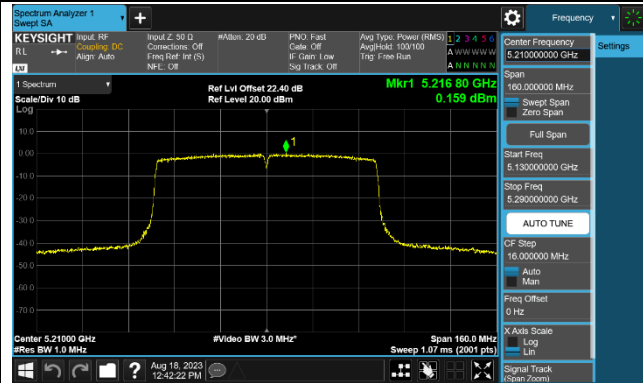 Spectrum Analyzer 1
Swept SA
+
Frequency
KEYSIGHT
RL
LXI
Input: RF
Coupling: DC
Align: Auto
Input Z: 50 Ω
Corrections: Off
Freq Ref: Int (S)
NFE: Off
#Atten: 20 dB
PNO: Fast
Gate: Off
IF Gain: Low
Sig Track: Off
Avg Type: Power (RMS)
Avg|Hold: 100/100
Trig: Free Run
1 2 3 4 5 6
A W W W W W
A N N N N N
1 Spectrum
Scale/Div 10 dB
Log
Ref Lvl Offset 22.40 dB
Ref Level 20.00 dBm
Mkr1 5.216 80 GHz
0.159 dBm
1
10.0
0.00
-10.0
-20.0
-30.0
-40.0
-50.0
-60.0
-70.0
Center 5.21000 GHz
#Res BW 1.0 MHz
#Video BW 3.0 MHz*
Span 160.0 MHz
Sweep 1.07 ms (2001 pts)
Center Frequency
5.210000000 GHz
Span
160.000000 MHz
Swept Span
Zero Span
Full Span
Start Freq
5.130000000 GHz
Stop Freq
5.290000000 GHz
AUTO TUNE
CF Step
16.000000 MHz
Auto
Man
Freq Offset
0 Hz
X Axis Scale
Log
Lin
Signal Track
(Span Zoom)
Settings
?
Aug 18, 2023
12:42:22 PM